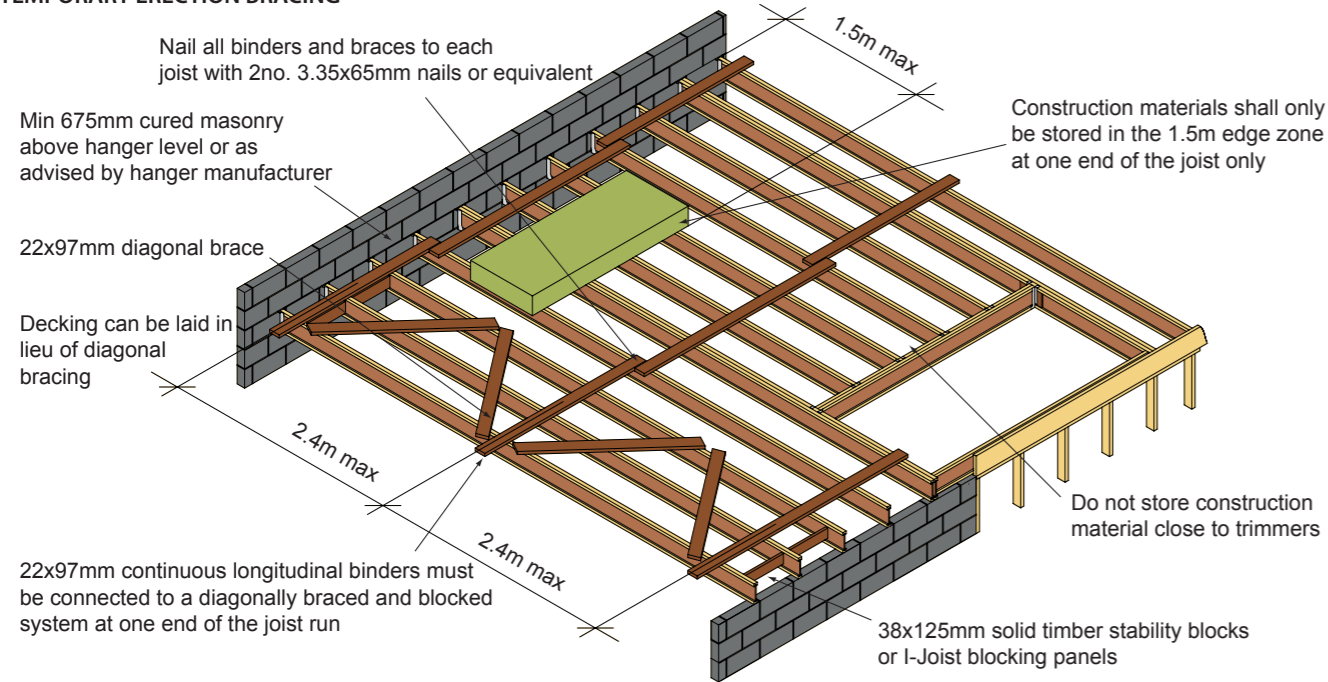 TEMPORARY ERECTION BRACING
Nail all binders and braces to each
joist with 2no. 3.35x65mm nails or equivalent
1.5m max
Min 675mm cured masonry
above hanger level or as
advised by hanger manufacturer
Construction materials shall only
be stored in the 1.5m edge zone
at one end of the joist only
22x97mm diagonal brace
Decking can be laid in
lieu of diagonal
bracing
2.4m max
2.4m max
Do not store construction
material close to trimmers
22x97mm continuous longitudinal binders must
be connected to a diagonally braced and blocked
system at one end of the joist run
38x125mm solid timber stability blocks
or I-Joist blocking panels